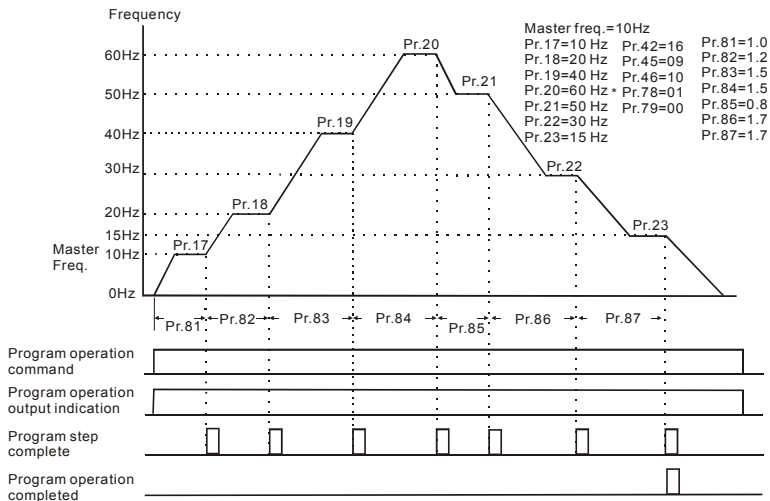 Frequency
60Hz
50Hz
40Hz
30Hz
20Hz
15Hz
10Hz
0Hz
Master
Freq.
Pr.17
Pr.18
Pr.19
Pr.20
Pr.21
Pr.22
Pr.23
Master freq.=10Hz
Pr.17=10 Hz
Pr.18=20 Hz
Pr.19=40 Hz
Pr.20=60 Hz
Pr.21=50 Hz
Pr.22=30 Hz
Pr.23=15 Hz
Pr.42=16
Pr.45=09
Pr.46=10
* Pr.78=01
Pr.79=00
Pr.81=1.0
Pr.82=1.2
Pr.83=1.5
Pr.84=1.5
Pr.85=0.8
Pr.86=1.7
Pr.87=1.7
Pr.81
Pr.82
Pr.83
Pr.84
Pr.85
Pr.86
Pr.87
Program operation
command
Program operation
output indication
Program step
complete
Program operation
completed